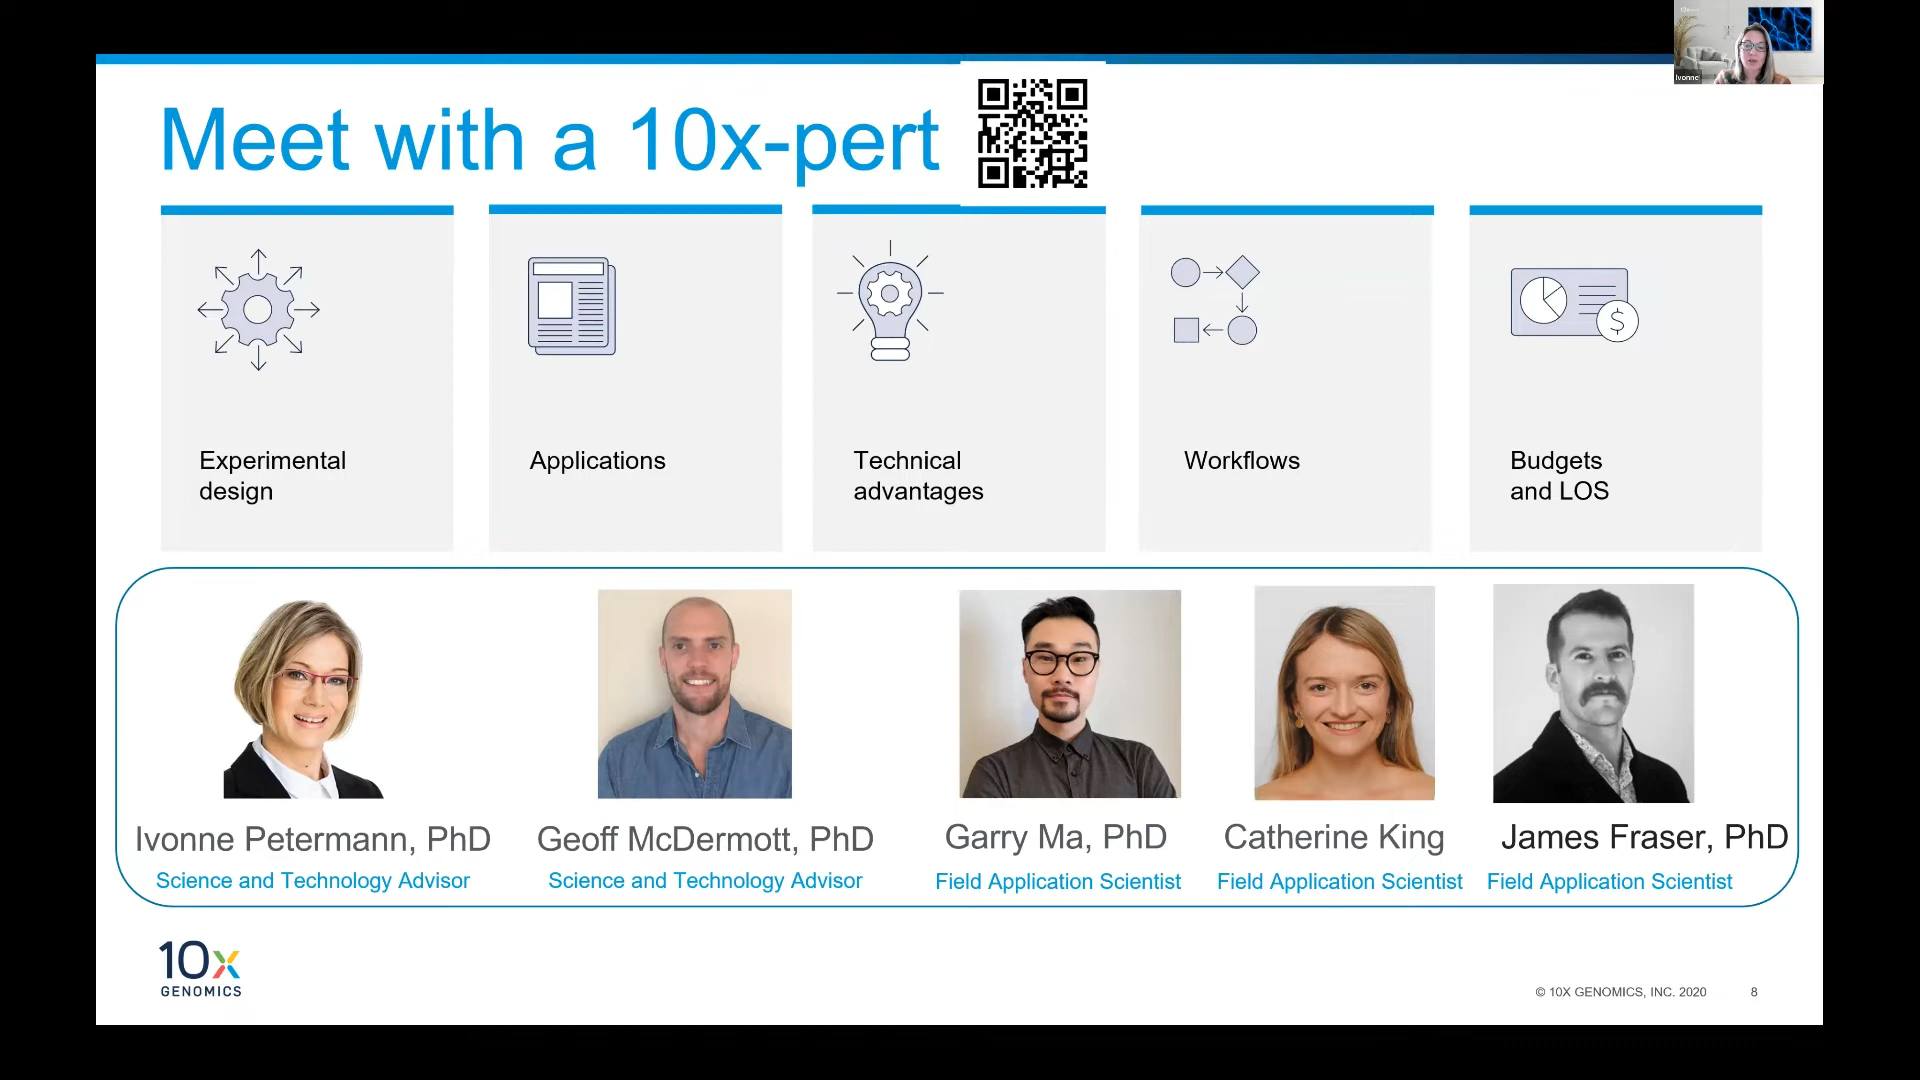 Ivonne
Meet with a 10x-pert
Experimental
design
Applications
Technical
advantages
Workflows
$
Budgets
and LOS
Ivonne Petermann, PhD
Science and Technology Advisor
Geoff McDermott, PhD
Science and Technology Advisor
Garry Ma, PhD
Field Application Scientist
Catherine King
Field Application Scientist
James Fraser, PhD
Field Application Scientist
10x
GENOMICS
© 10X GENOMICS, INC. 2020
8